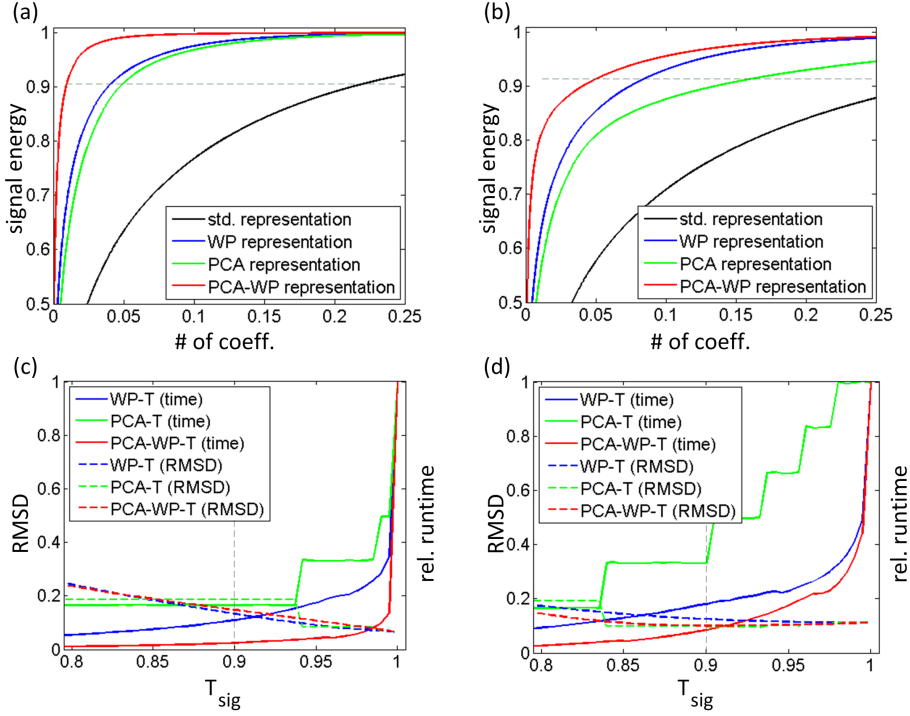 (a)
1
0.9
0.8
0.7
0.6
0.5
signal energy
std. representation
WP representation
PCA representation
PCA-WP representation
0
0.05
0.1
0.15
0.2
0.25
# of coeff.
(b)
1
0.9
0.8
0.7
0.6
0.5
signal energy
std. representation
WP representation
PCA representation
PCA-WP representation
0
0.05
0.1
0.15
0.2
0.25
# of coeff.
(c)
1
0.8
0.6
0.4
0.2
0
RMSD
WP-T (time)
PCA-T (time)
PCA-WP-T (time)
WP-T (RMSD)
PCA-T (RMSD)
PCA-WP-T (RMSD)
rel. runtime
0.8
0.85
0.9
0.95
1
Tsig
(d)
1
0.8
0.6
0.4
0.2
0
RMSD
WP-T (time)
PCA-T (time)
PCA-WP-T (time)
WP-T (RMSD)
PCA-T (RMSD)
PCA-WP-T (RMSD)
rel. runtime
0.8
0.85
0.9
0.95
1
Tsig